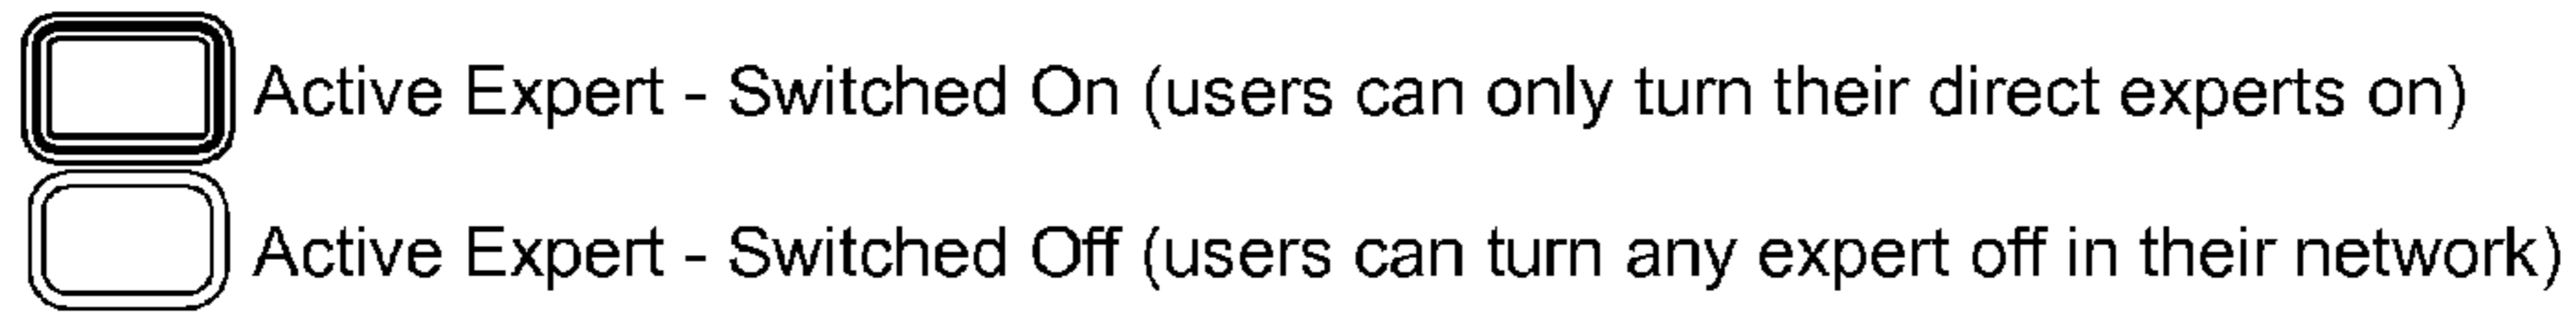 Active Expert - Switched On (users can only turn their direct experts on)
Active Expert - Switched Off (users can turn any expert off in their network)